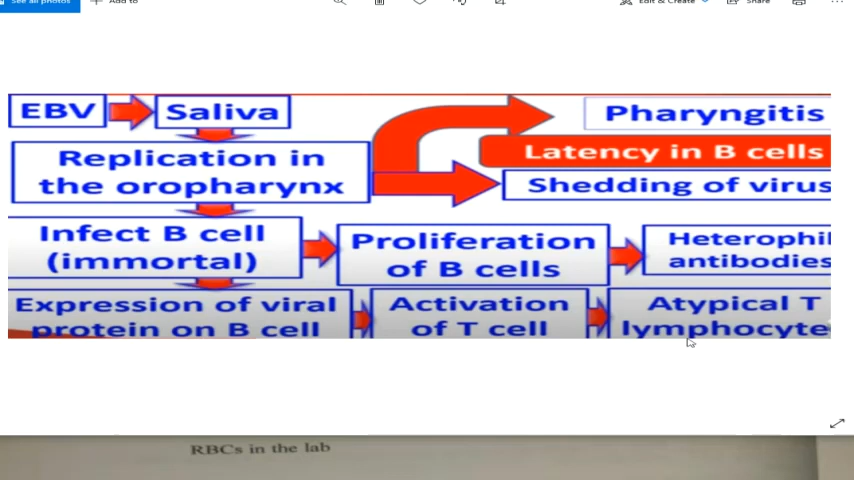 See all photos
Add to
Edit & Create
Share
EBV
Saliva
Pharyngitis
Replication in
the oropharynx
Latency in B cells
Shedding of virus
Infect B cell
(immortal)
Proliferation
of B cells
Heterophil
antibodies
Expression of viral
protein on B cell
Activation
of T cell
Atypical T
lymphocyte
RBCs in the lab